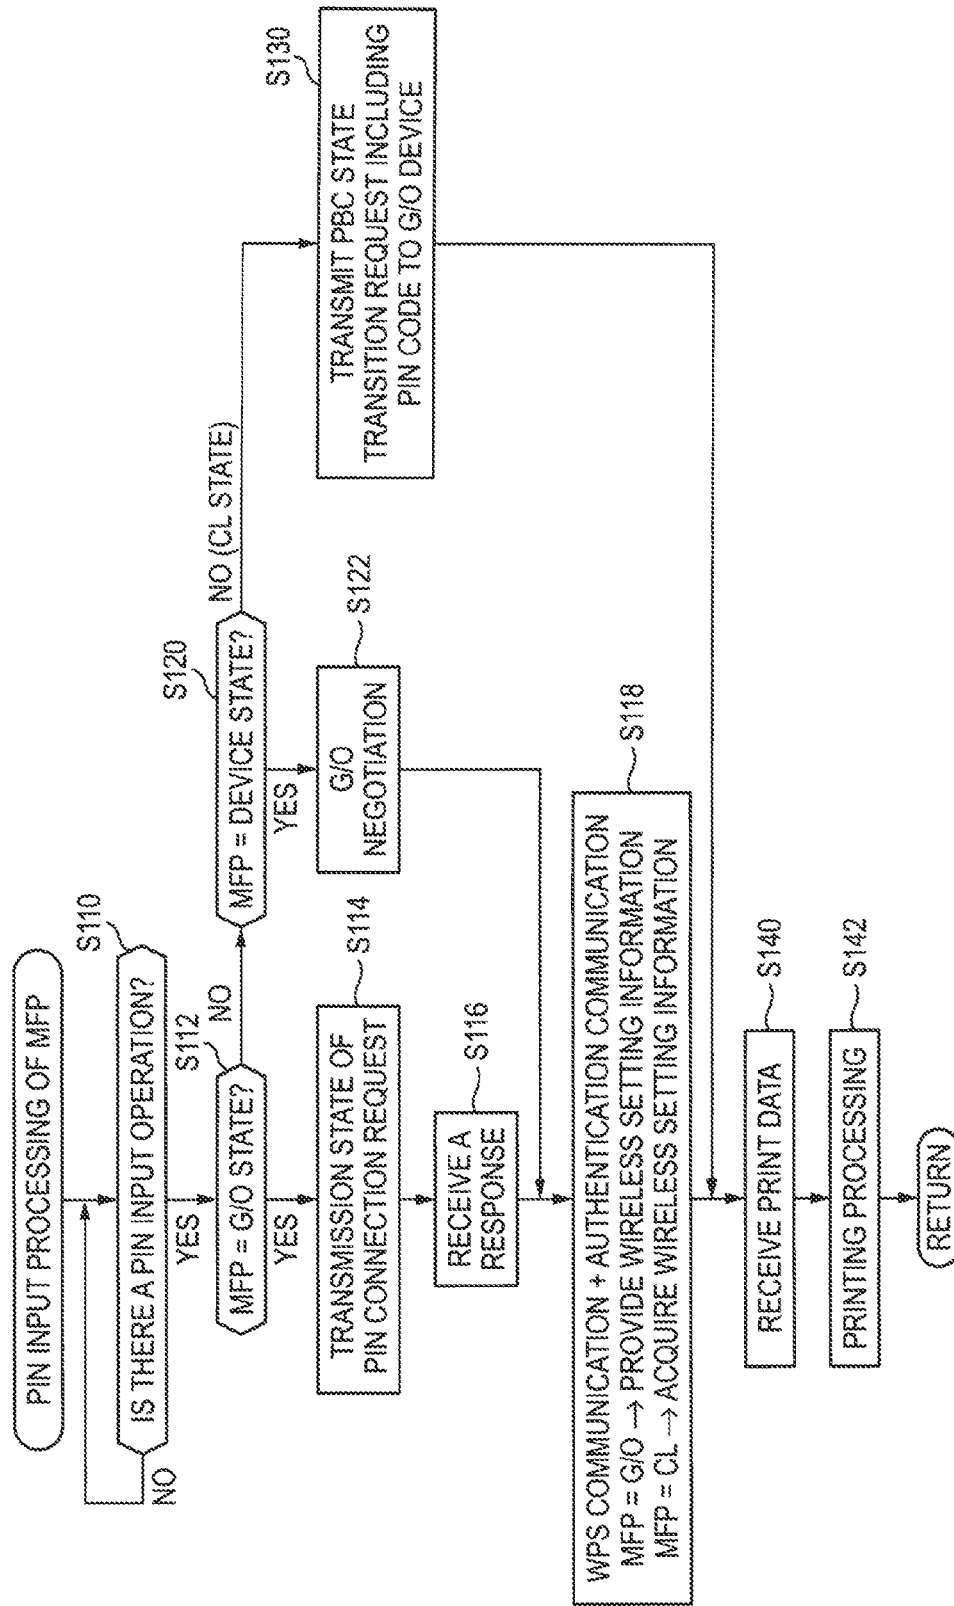 PIN INPUT PROCESSING OF MFP
S110
IS THERE A PIN INPUT OPERATION?
NO
YES
S112
MFP = G/O STATE?
NO
YES
S120
MFP = DEVICE STATE?
NO (CL STATE)
YES
S114
TRANSMISSION STATE OF
PIN CONNECTION REQUEST
S122
G/O
NEGOTIATION
S130
TRANSMIT PBC STATE
TRANSITION REQUEST INCLUDING
PIN CODE TO G/O DEVICE
S116
RECEIVE A
RESPONSE
S118
WPS COMMUNICATION + AUTHENTICATION COMMUNICATION
MFP = G/O → PROVIDE WIRELESS SETTING INFORMATION
MFP = CL → ACQUIRE WIRELESS SETTING INFORMATION
S140
RECEIVE PRINT DATA
S142
PRINTING PROCESSING
RETURN